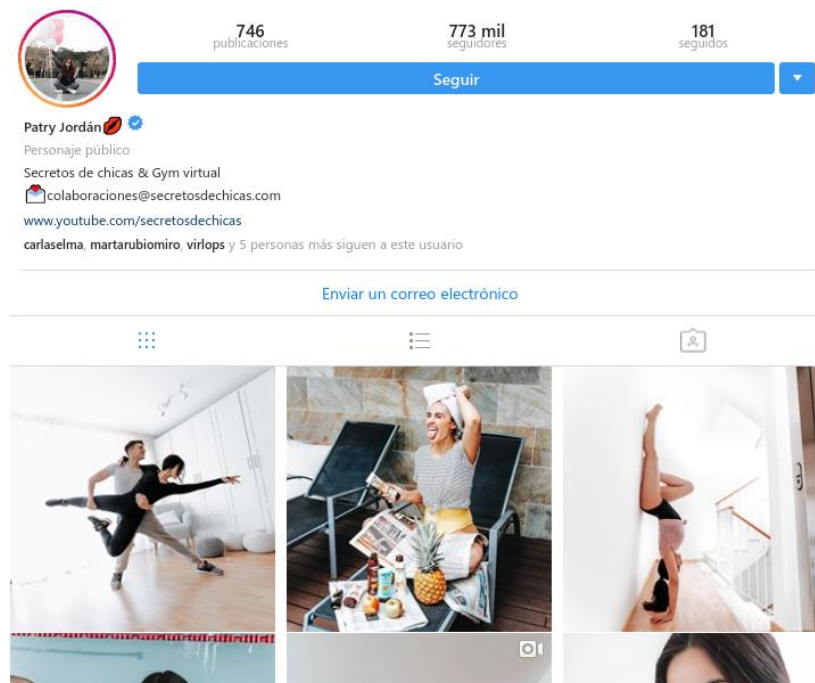 746 773 mil 181
publicaciones seguidores seguidos
Seguir
Patry Jordán
Personaje público
Secretos de chicas & Gym virtual
colaboraciones@secretosdechicas.com
www.youtube.com/secretosdechicas
carlaselma, martarubiomiro, virlops y 5 personas más siguen a este usuario
Enviar un correo electrónico